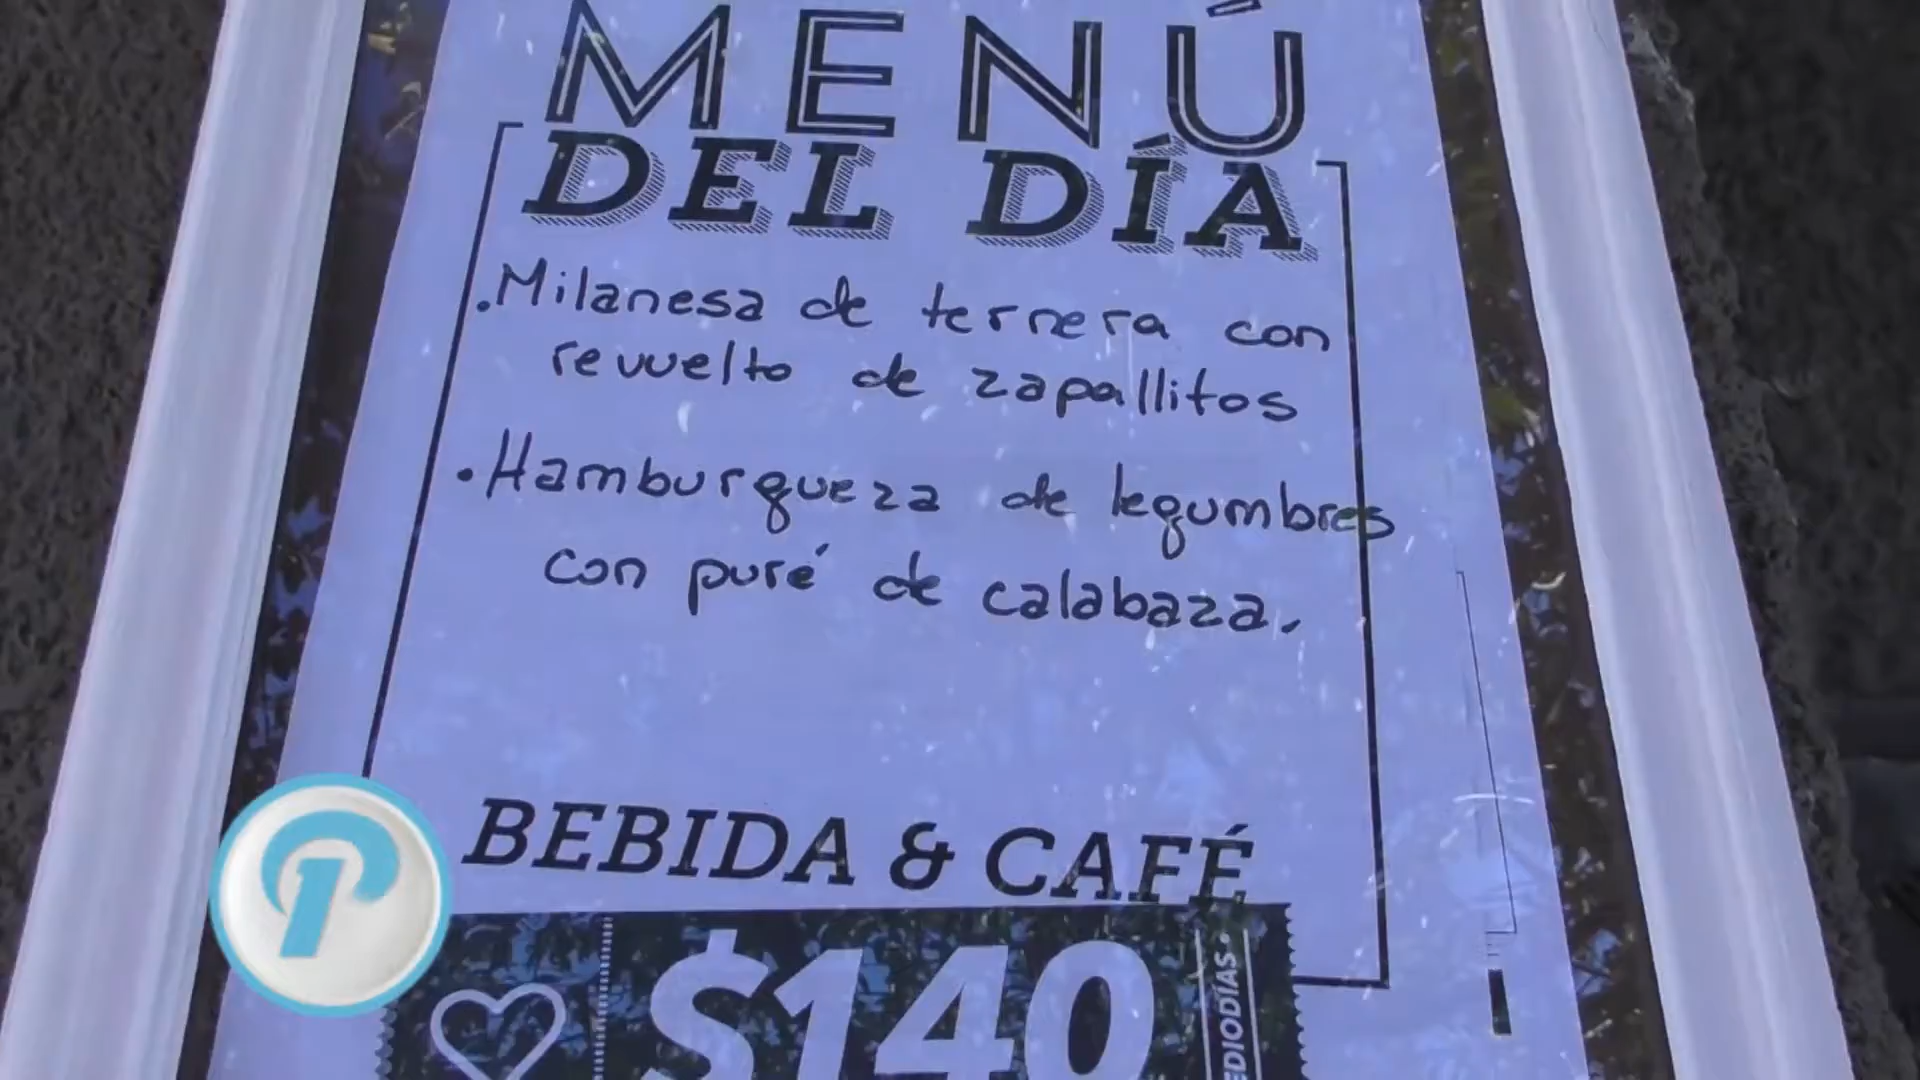 MENÚ
DEL DÍA
.Milanesa de ternera con
revuelto de zapallitos
.Hamburgueza de legumbres
con puré de calabaza.
BEBIDA & CAFÉ
$140